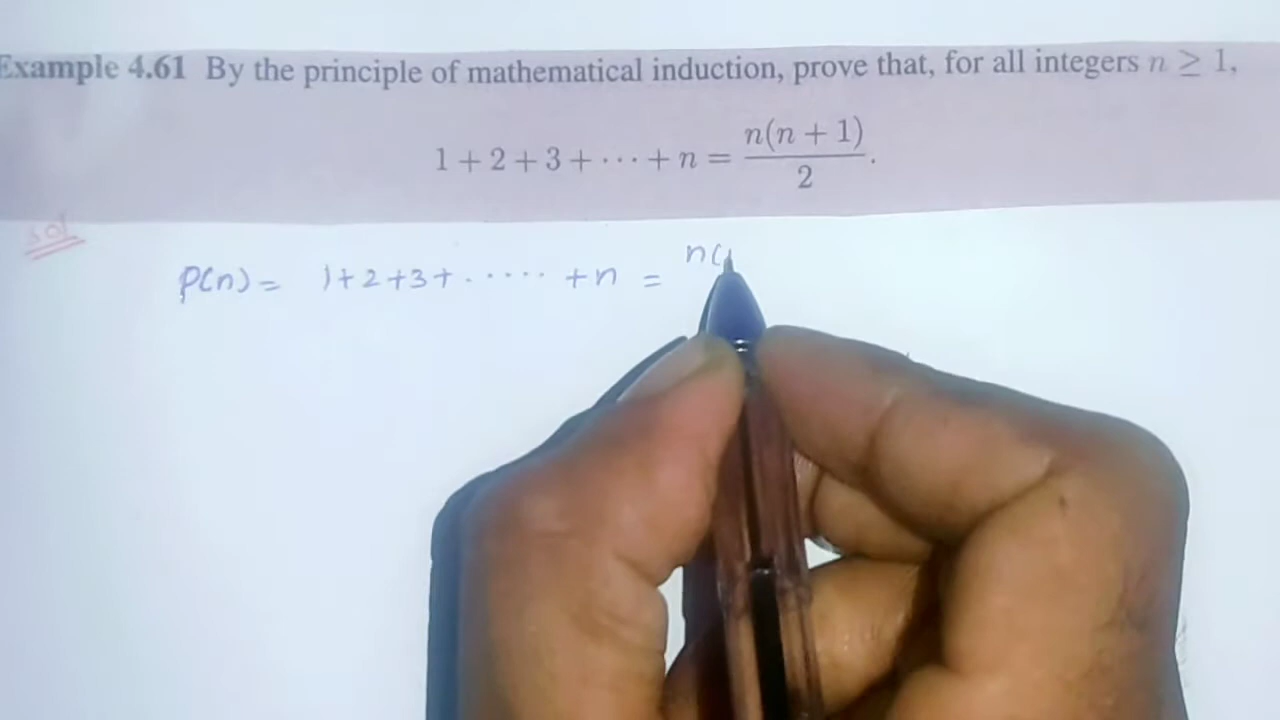 Example 4.61 By the principle of mathematical induction, prove that, for all integers n ≥ 1,
1 + 2 + 3 + ··· + n = n(n + 1)/2.
Sol
P(n) = 1+2+3+ ...... +n = n(